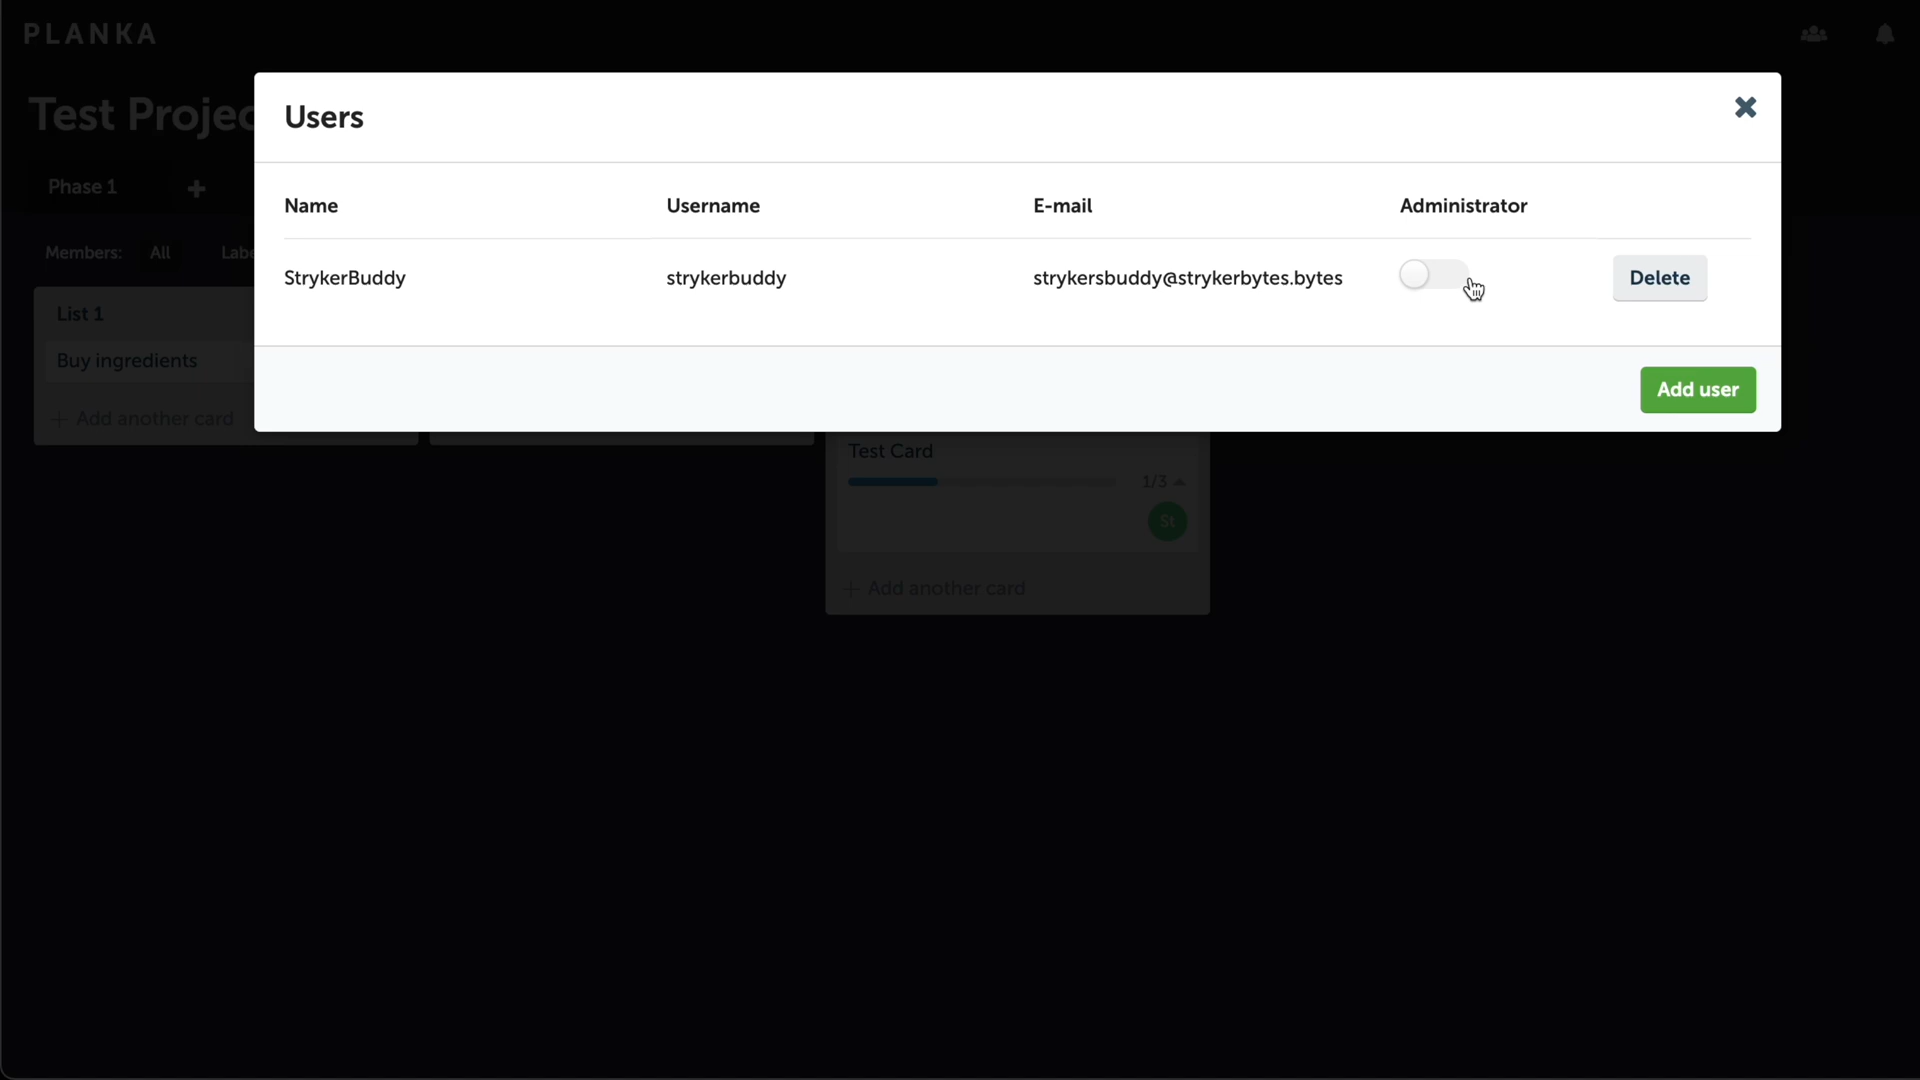 PLANKA
Test Projec
Users
Phase 1
Name Username E-mail Administrator
Members: All Labe
StrykerBuddy strykerbuddy strykersbuddy@strykerbytes.bytes Delete
List 1
Buy ingredients
Add user
+ Add another card
Test Card
1/3
St
+ Add another card